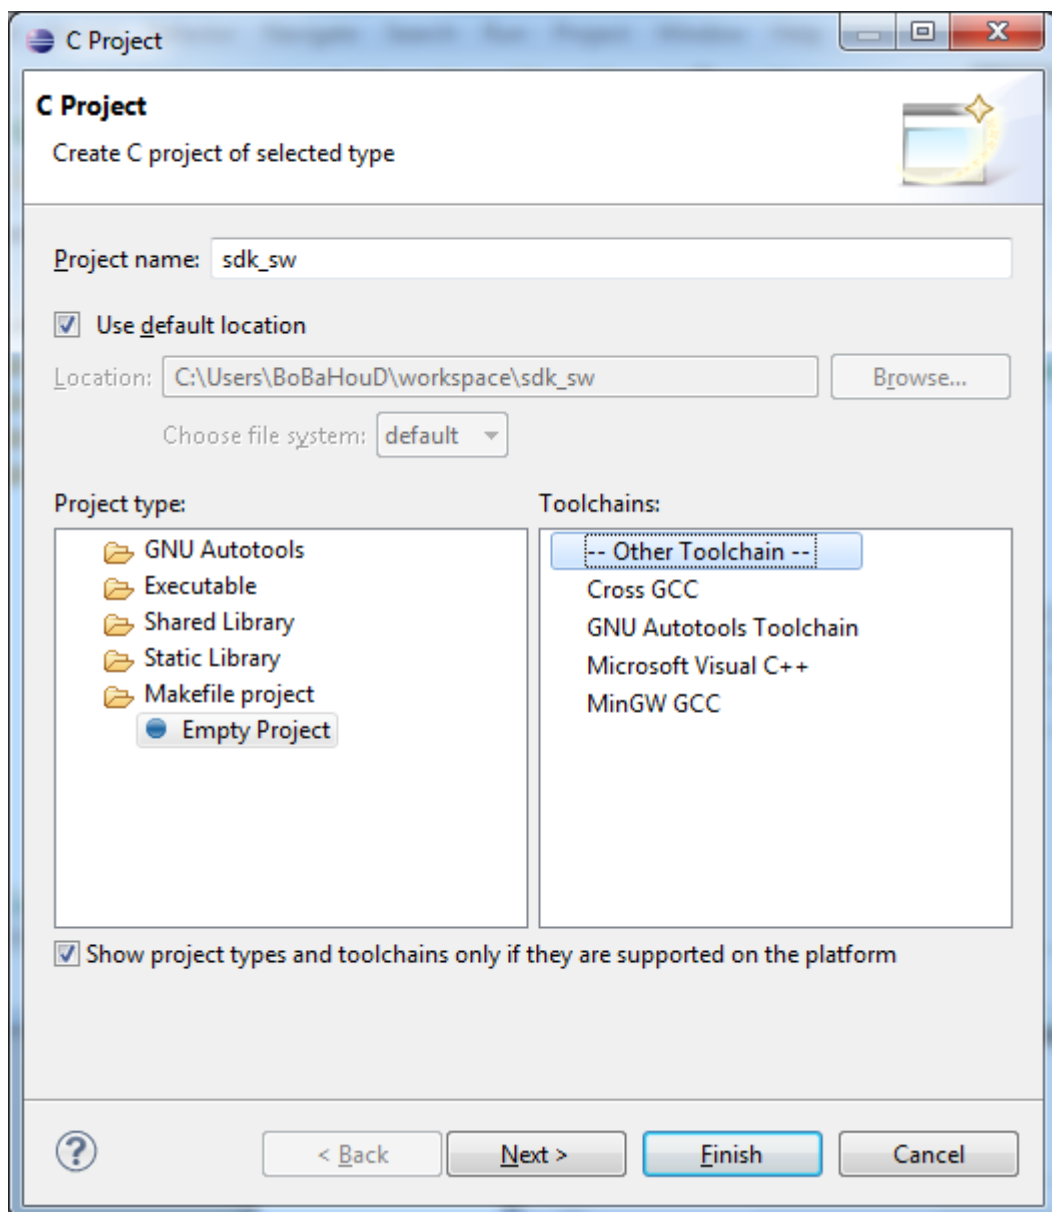 C Project
C Project
Create C project of selected type
Project name: sdk_sw
Use default location
Location: C:\Users\BoBaHouD\workspace\sdk_sw Browse...
Choose file system: default
Project type: Toolchains:
GNU Autotools
Executable
Shared Library
Static Library
Makefile project
Empty Project
-- Other Toolchain --
Cross GCC
GNU Autotools Toolchain
Microsoft Visual C++
MinGW GCC
Show project types and toolchains only if they are supported on the platform
? < Back Next > Finish Cancel